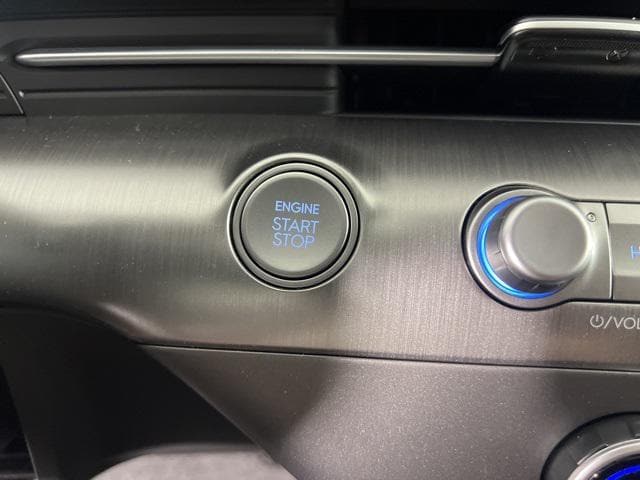 ENGINE
START
STOP
H
/VOL